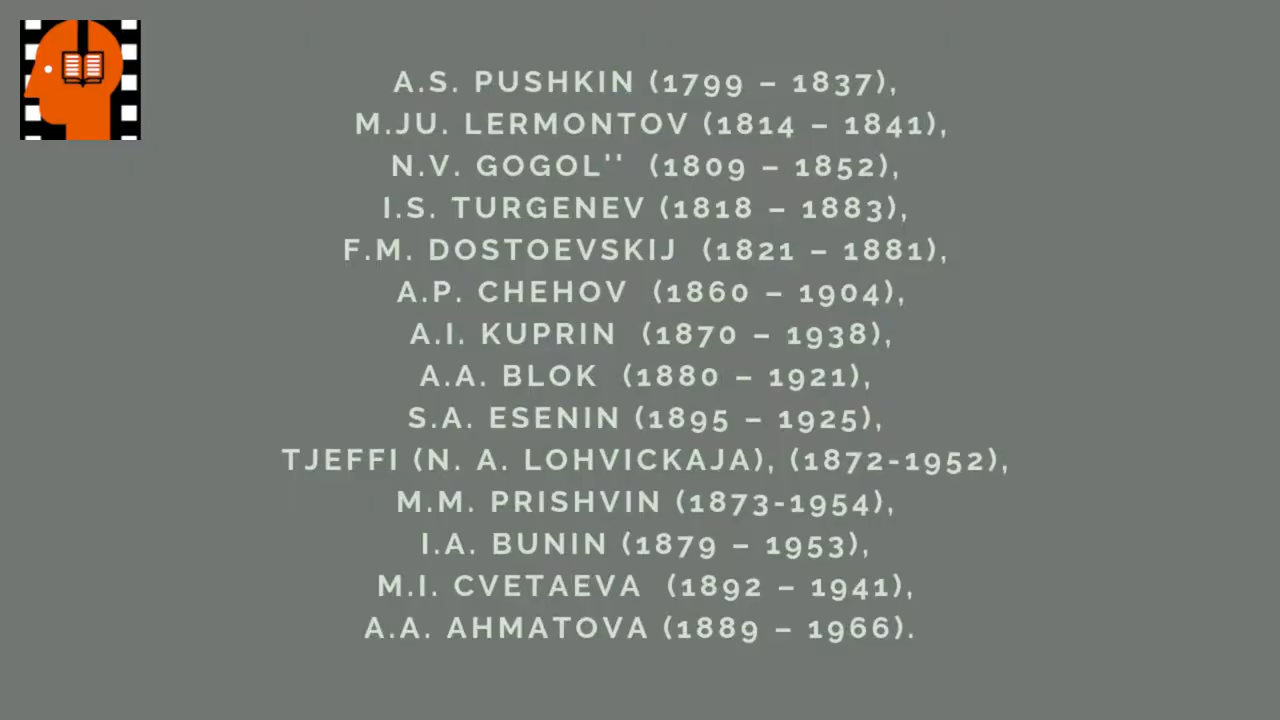 A.S. PUSHKIN (1799 – 1837),
M.JU. LERMONTOV (1814 – 1841),
N.V. GOGOL'' (1809 – 1852),
I.S. TURGENEV (1818 – 1883),
F.M. DOSTOEVSKIJ (1821 – 1881),
A.P. CHEHOV (1860 – 1904),
A.I. KUPRIN (1870 – 1938),
A.A. BLOK (1880 – 1921),
S.A. ESENIN (1895 – 1925),
TJEFFI (N. A. LOHVICKAJA), (1872-1952),
M.M. PRISHVIN (1873-1954),
I.A. BUNIN (1879 – 1953),
M.I. CVETAEVA (1892 – 1941),
A.A. AHMATOVA (1889 – 1966).